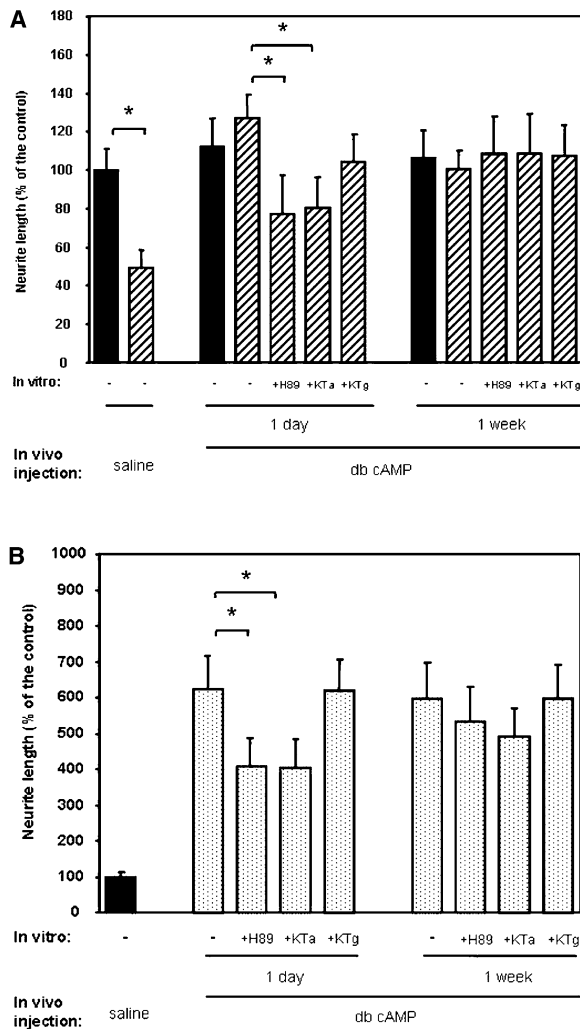 A
Neurite length (% of the control)
180
160
140
120
100
80
60
40
20
0
*
*
*
In vitro: - - - - +H89 +KTa +KTg - - +H89 +KTa +KTg
1 day 1 week
In vivo injection: saline db cAMP
B
Neurite length (% of the control)
1000
900
800
700
600
500
400
300
200
100
0
*
*
In vitro: - - +H89 +KTa +KTg - +H89 +KTa +KTg
1 day 1 week
In vivo injection: saline db cAMP